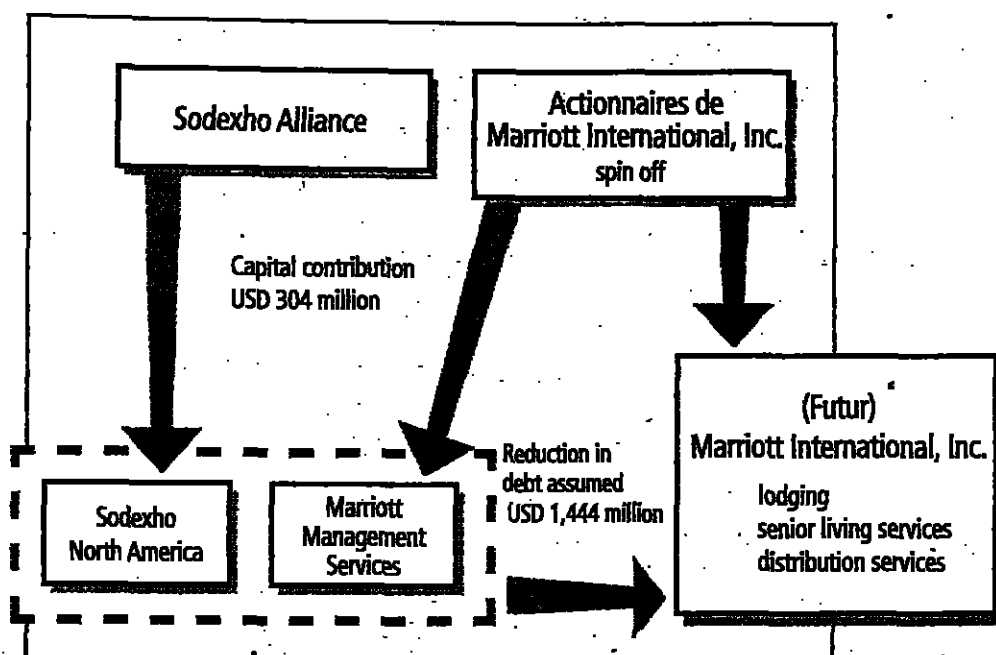 Sodexho Alliance
Actionnaires de
Marriott International, Inc.
spin off
Capital contribution
USD 304 million
(Futur)
Marriott International, Inc.
lodging
senior living services
distribution services
Reduction in
debt assumed
USD 1,444 million
Sodexho
North America
Marriott
Management
Services